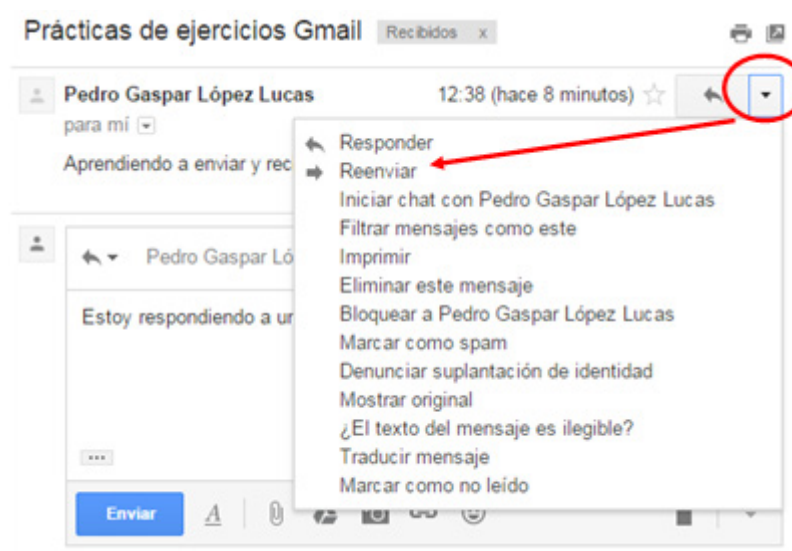 Prácticas de ejercicios Gmail Recibidos x
Pedro Gaspar López Lucas 12:38 (hace 8 minutos)
para mí
Aprendiendo a enviar y rec
Responder
Reenviar
Iniciar chat con Pedro Gaspar López Lucas
Filtrar mensajes como este
Imprimir
Eliminar este mensaje
Bloquear a Pedro Gaspar López Lucas
Marcar como spam
Denunciar suplantación de identidad
Mostrar original
¿El texto del mensaje es ilegible?
Traducir mensaje
Marcar como no leído
Pedro Gaspar Ló
Estoy respondiendo a un
Enviar A